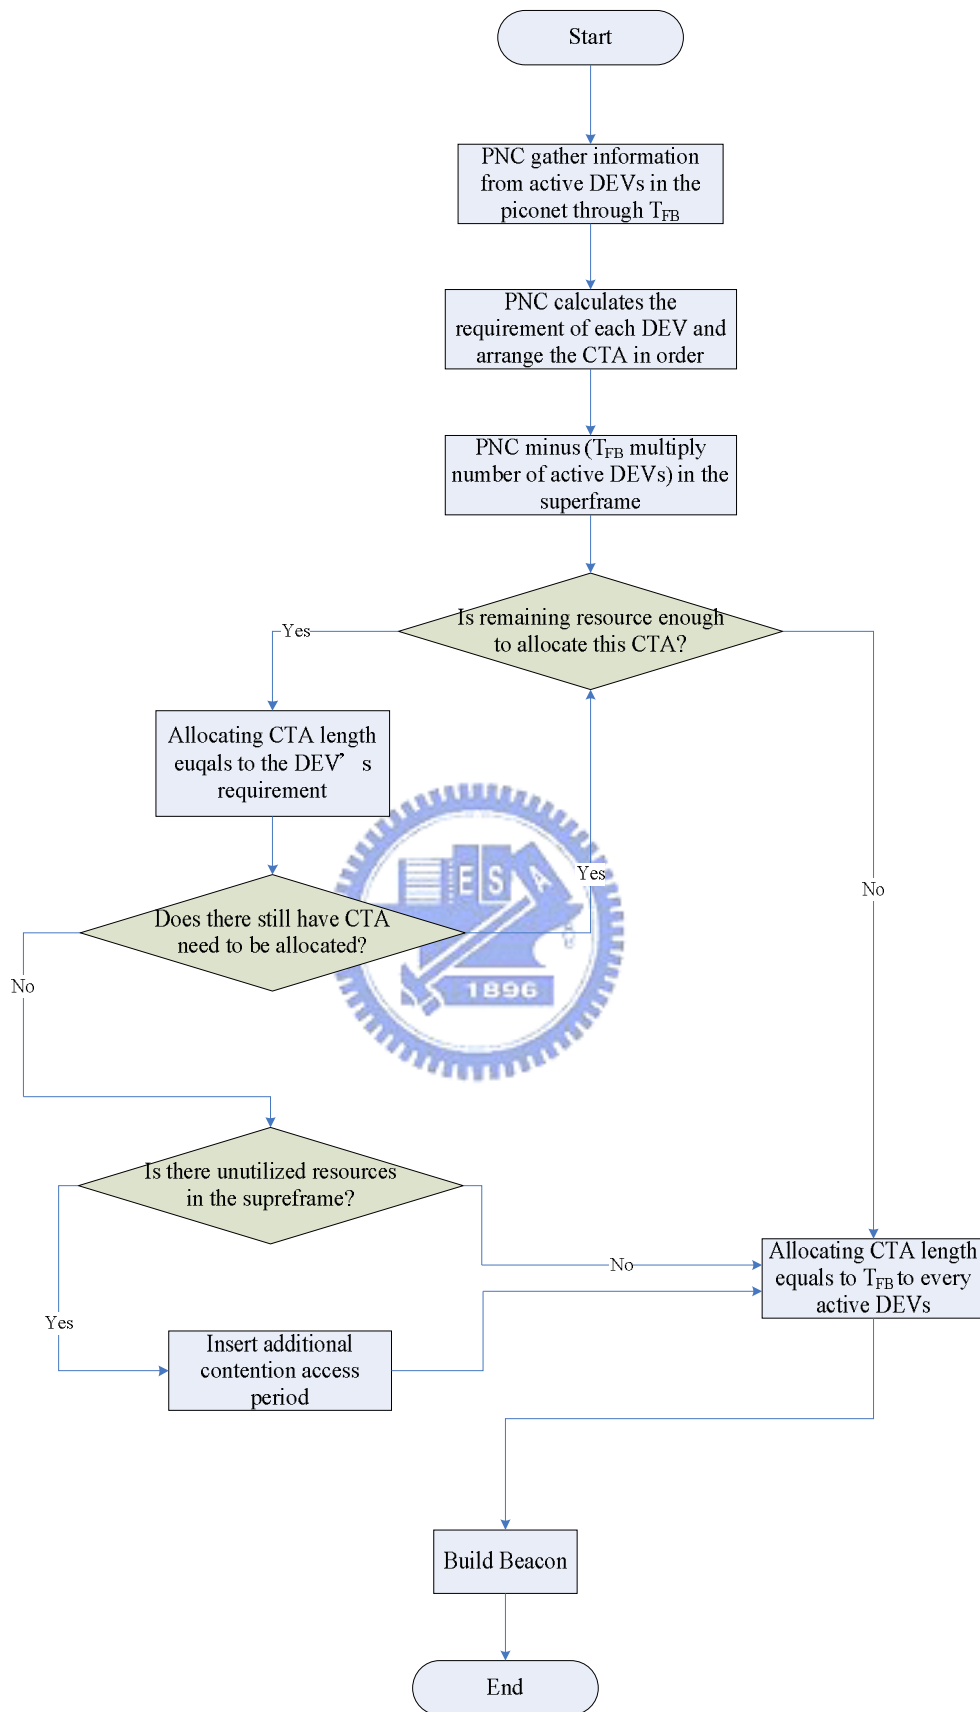 Start
PNC gather information
from active DEVs in the
piconet through T_FB
PNC calculates the
requirement of each DEV and
arrange the CTA in order
PNC minus (T_FB multiply
number of active DEVs) in the
superframe
Is remaining resource enough
to allocate this CTA?
Yes
Allocating CTA length
euqals to the DEV’ s
requirement
E S A
Yes
No
Does there still have CTA
need to be allocated?
No
1896
Is there unutilized resources
in the supreframe?
No
Allocating CTA length
equals to T_FB to every
active DEVs
Yes
Insert additional
contention access
period
Build Beacon
End